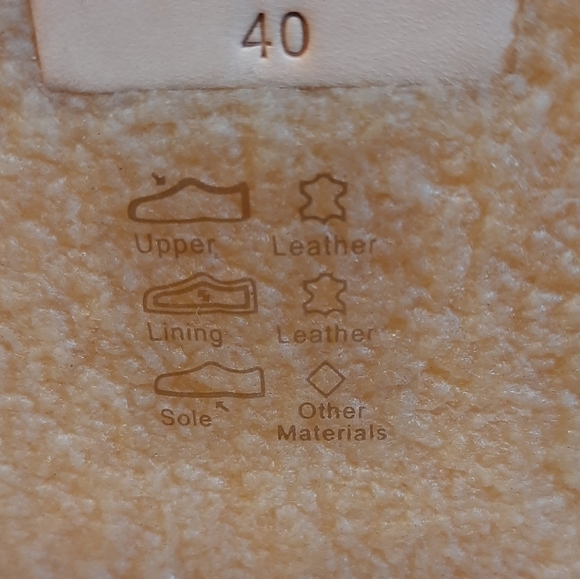 40
Upper Leather
Lining Leather
Sole Other
Materials